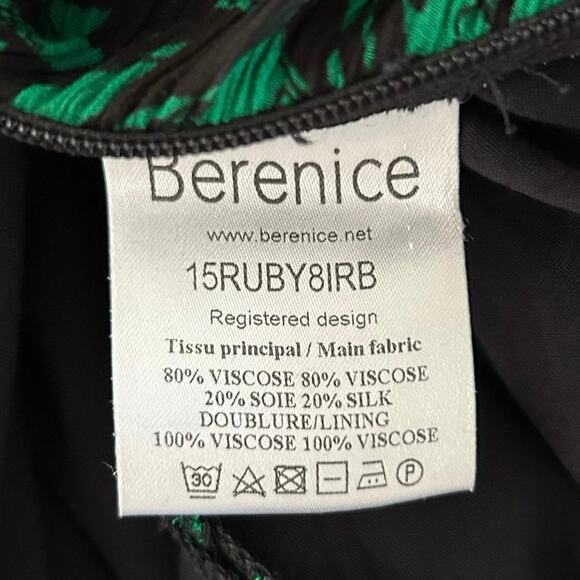 Berenice
www.berenice.net
15RUBY8IRB
Registered design
Tissu principal / Main fabric
80% VISCOSE 80% VISCOSE
20% SOIE 20% SILK
DOUBLURE/LINING
100% VISCOSE 100% VISCOSE
30 P